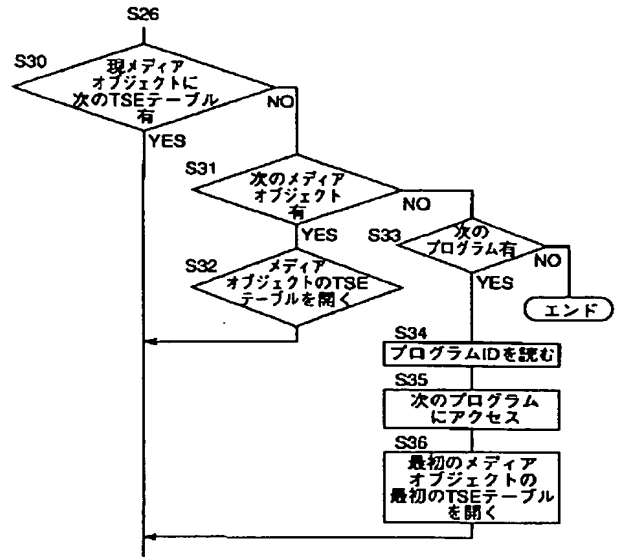 S26
S30
現メディア
オブジェクトに
次のTSEテーブル
有
NO
YES
S31
次のメディア
オブジェクト
有
NO
YES
S32
メディア
オブジェクトのTSE
テーブルを開く
S33
次の
プログラム有
NO
YES
エンド
S34
プログラムIDを読む
S35
次のプログラム
にアクセス
S36
最初のメディア
オブジェクトの
最初のTSEテーブル
を開く